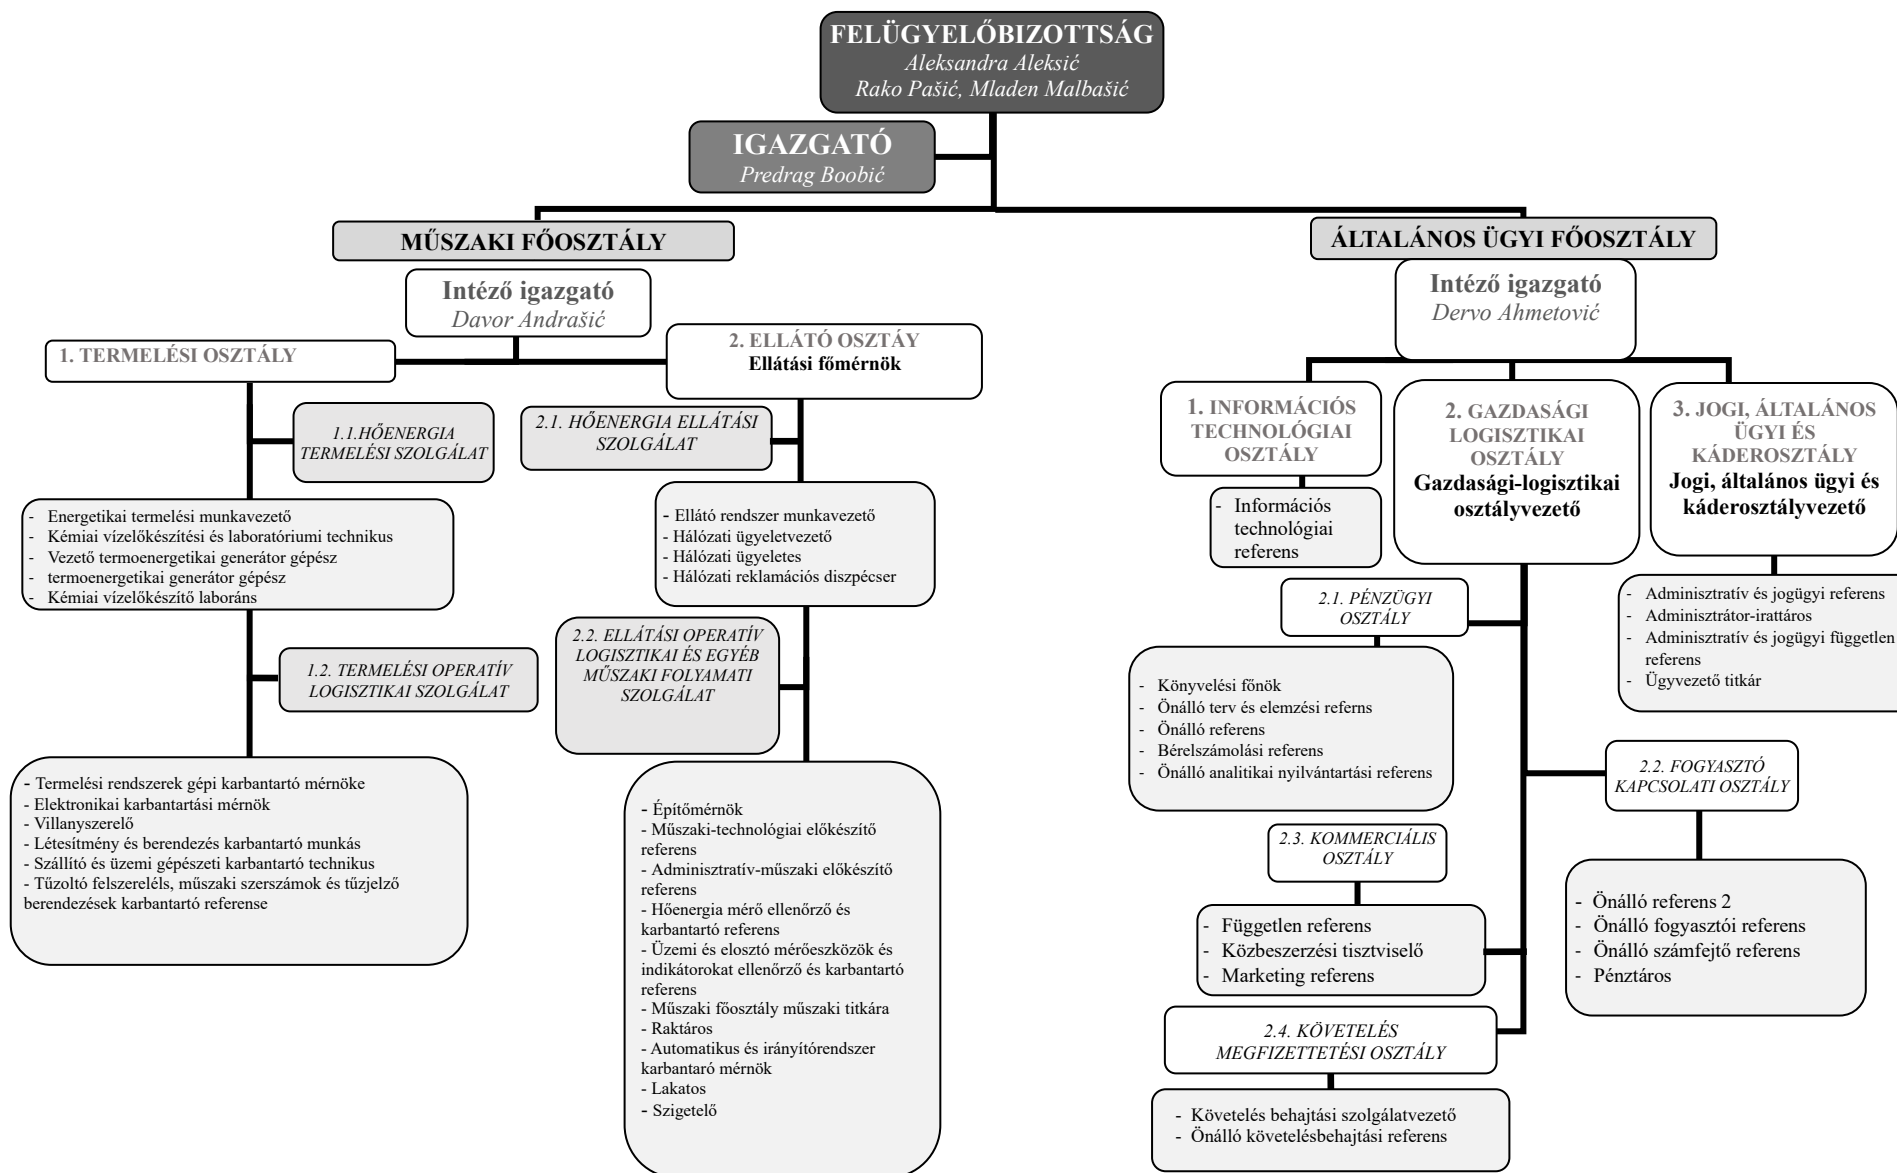 FELÜGYELŐBIZOTTSÁG
Aleksandra Aleksić
Rako Pašić, Mladen Malbašić
IGAZGATÓ
Predrag Boobić
MŰSZAKI FŐOSZTÁLY
Intéző igazgató
Davor Andrašić
1. TERMELÉSI OSZTÁLY
2. ELLÁTÓ OSZTÁY
Ellátási főmérnök
1.1.HŐENERGIA
TERMELÉSI SZOLGÁLAT
- Energetikai termelési munkavezető
- Kémiai vízelőkészítési és laboratóriumi technikus
- Vezető termoenergetikai generátor gépész
- termoenergetikai generátor gépész
- Kémiai vízelőkészítő laboráns
1.2. TERMELÉSI OPERATÍV
LOGISZTIKAI SZOLGÁLAT
- Termelési rendszerek gépi karbantartó mérnöke
- Elektronikai karbantartási mérnök
- Villanyszerelő
- Létesítmény és berendezés karbantartó munkás
- Szállító és üzemi gépészeti karbantartó technikus
- Tűzoltó felszereléls, műszaki szerszámok és tűzjelző
berendezések karbantartó referense
2.1. HŐENERGIA ELLÁTÁSI
SZOLGÁLAT
- Ellátó rendszer munkavezető
- Hálózati ügyeletvezető
- Hálózati ügyeletes
- Hálózati reklamációs diszpécser
2.2. ELLÁTÁSI OPERATÍV
LOGISZTIKAI ÉS EGYÉB
MŰSZAKI FOLYAMATI
SZOLGÁLAT
- Építőmérnök
- Műszaki-technológiai előkészítő
referens
- Adminisztratív-műszaki előkészítő
referens
- Hőenergia mérő ellenőrző és
karbantartó referens
- Üzemi és elosztó mérőeszközök és
indikátorokat ellenőrző és karbantartó
referens
- Műszaki főosztály műszaki titkára
- Raktáros
- Automatikus és irányítórendszer
karbantaró mérnök
- Lakatos
- Szigetelő
ÁLTALÁNOS ÜGYI FŐOSZTÁLY
Intéző igazgató
Dervo Ahmetović
1. INFORMÁCIÓS
TECHNOLÓGIAI
OSZTÁLY
- Információs
technológiai
referens
2. GAZDASÁGI
LOGISZTIKAI
OSZTÁLY
Gazdasági-logisztikai
osztályvezető
3. JOGI, ÁLTALÁNOS
ÜGYI ÉS
KÁDEROSZTÁLY
Jogi, általános ügyi és
káderosztályvezető
- Adminisztratív és jogügyi referens
- Adminisztrátor-irattáros
- Adminisztratív és jogügyi független
referens
- Ügyvezető titkár
2.1. PÉNZÜGYI
OSZTÁLY
- Könyvelési főnök
- Önálló terv és elemzési referns
- Önálló referens
- Bérelszámolási referens
- Önálló analitikai nyilvántartási referens
2.2. FOGYASZTÓ
KAPCSOLATI OSZTÁLY
- Önálló referens 2
- Önálló fogyasztói referens
- Önálló számfejtő referens
- Pénztáros
2.3. KOMMERCIÁLIS
OSZTÁLY
- Független referens
- Közbeszerzési tisztviselő
- Marketing referens
2.4. KÖVETELÉS
MEGFIZETTETÉSI OSZTÁLY
- Követelés behajtási szolgálatvezető
- Önálló követelésbehajtási referens